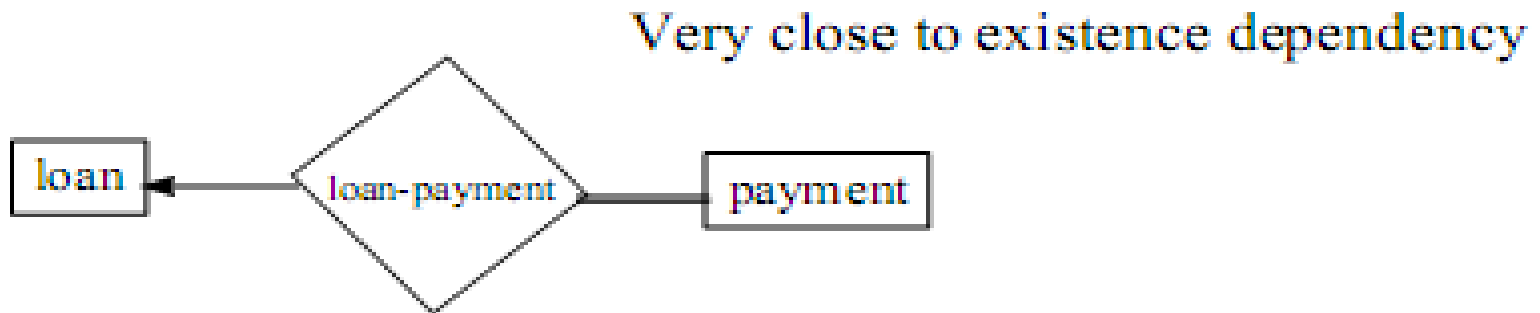 Very close to existence dependency
loan
loan-payment
payment